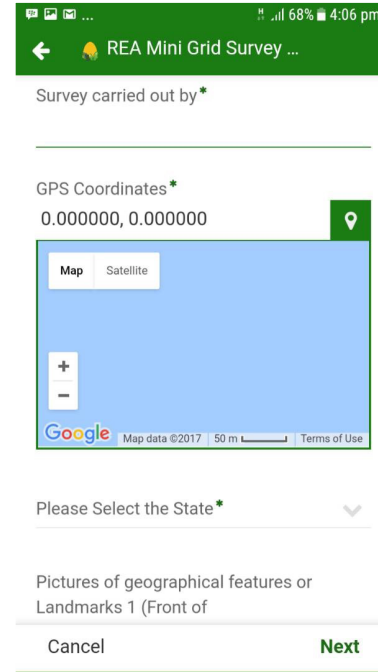 ... H 68% 4:06 pm
REA Mini Grid Survey ...
Survey carried out by*
GPS Coordinates*
0.000000, 0.000000
Map Satellite
+
−
Google Map data ©2017 50 m Terms of Use
Please Select the State*
Pictures of geographical features or
Landmarks 1 (Front of
Cancel Next